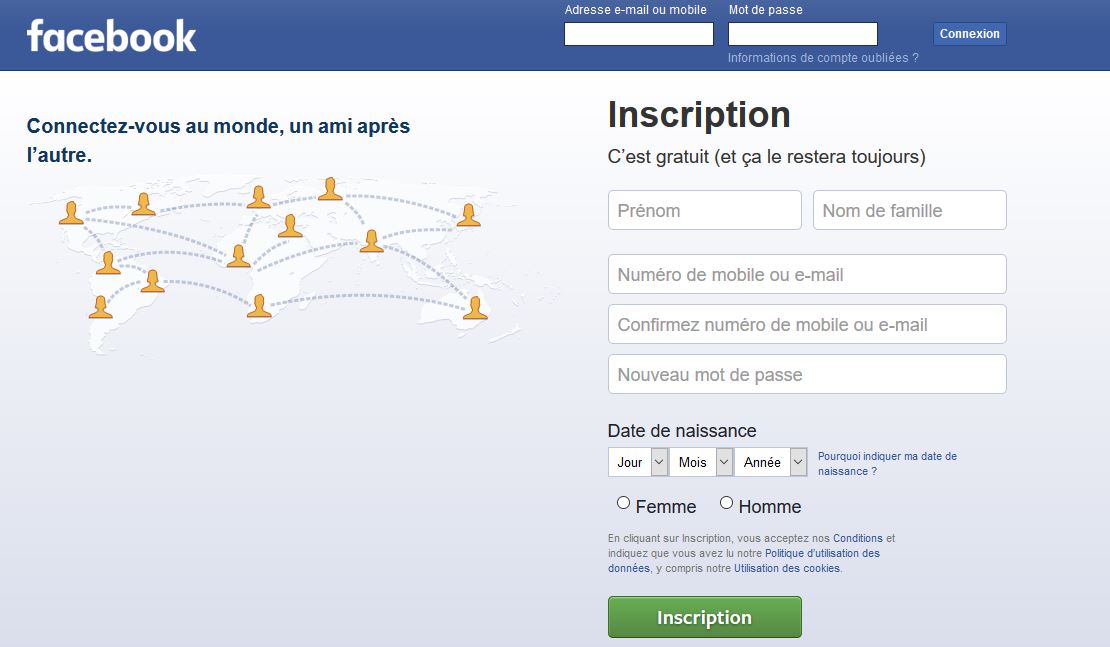 facebook
Adresse e-mail ou mobile
Mot de passe
Connexion
Informations de compte oubliées ?
Connectez-vous au monde, un ami après
l’autre.
Inscription
C’est gratuit (et ça le restera toujours)
Prénom
Nom de famille
Numéro de mobile ou e-mail
Confirmez numéro de mobile ou e-mail
Nouveau mot de passe
Date de naissance
Jour
Mois
Année
Pourquoi indiquer ma date de
naissance ?
Femme
Homme
En cliquant sur Inscription, vous acceptez nos Conditions et
indiquez que vous avez lu notre Politique d’utilisation des
données, y compris notre Utilisation des cookies.
Inscription